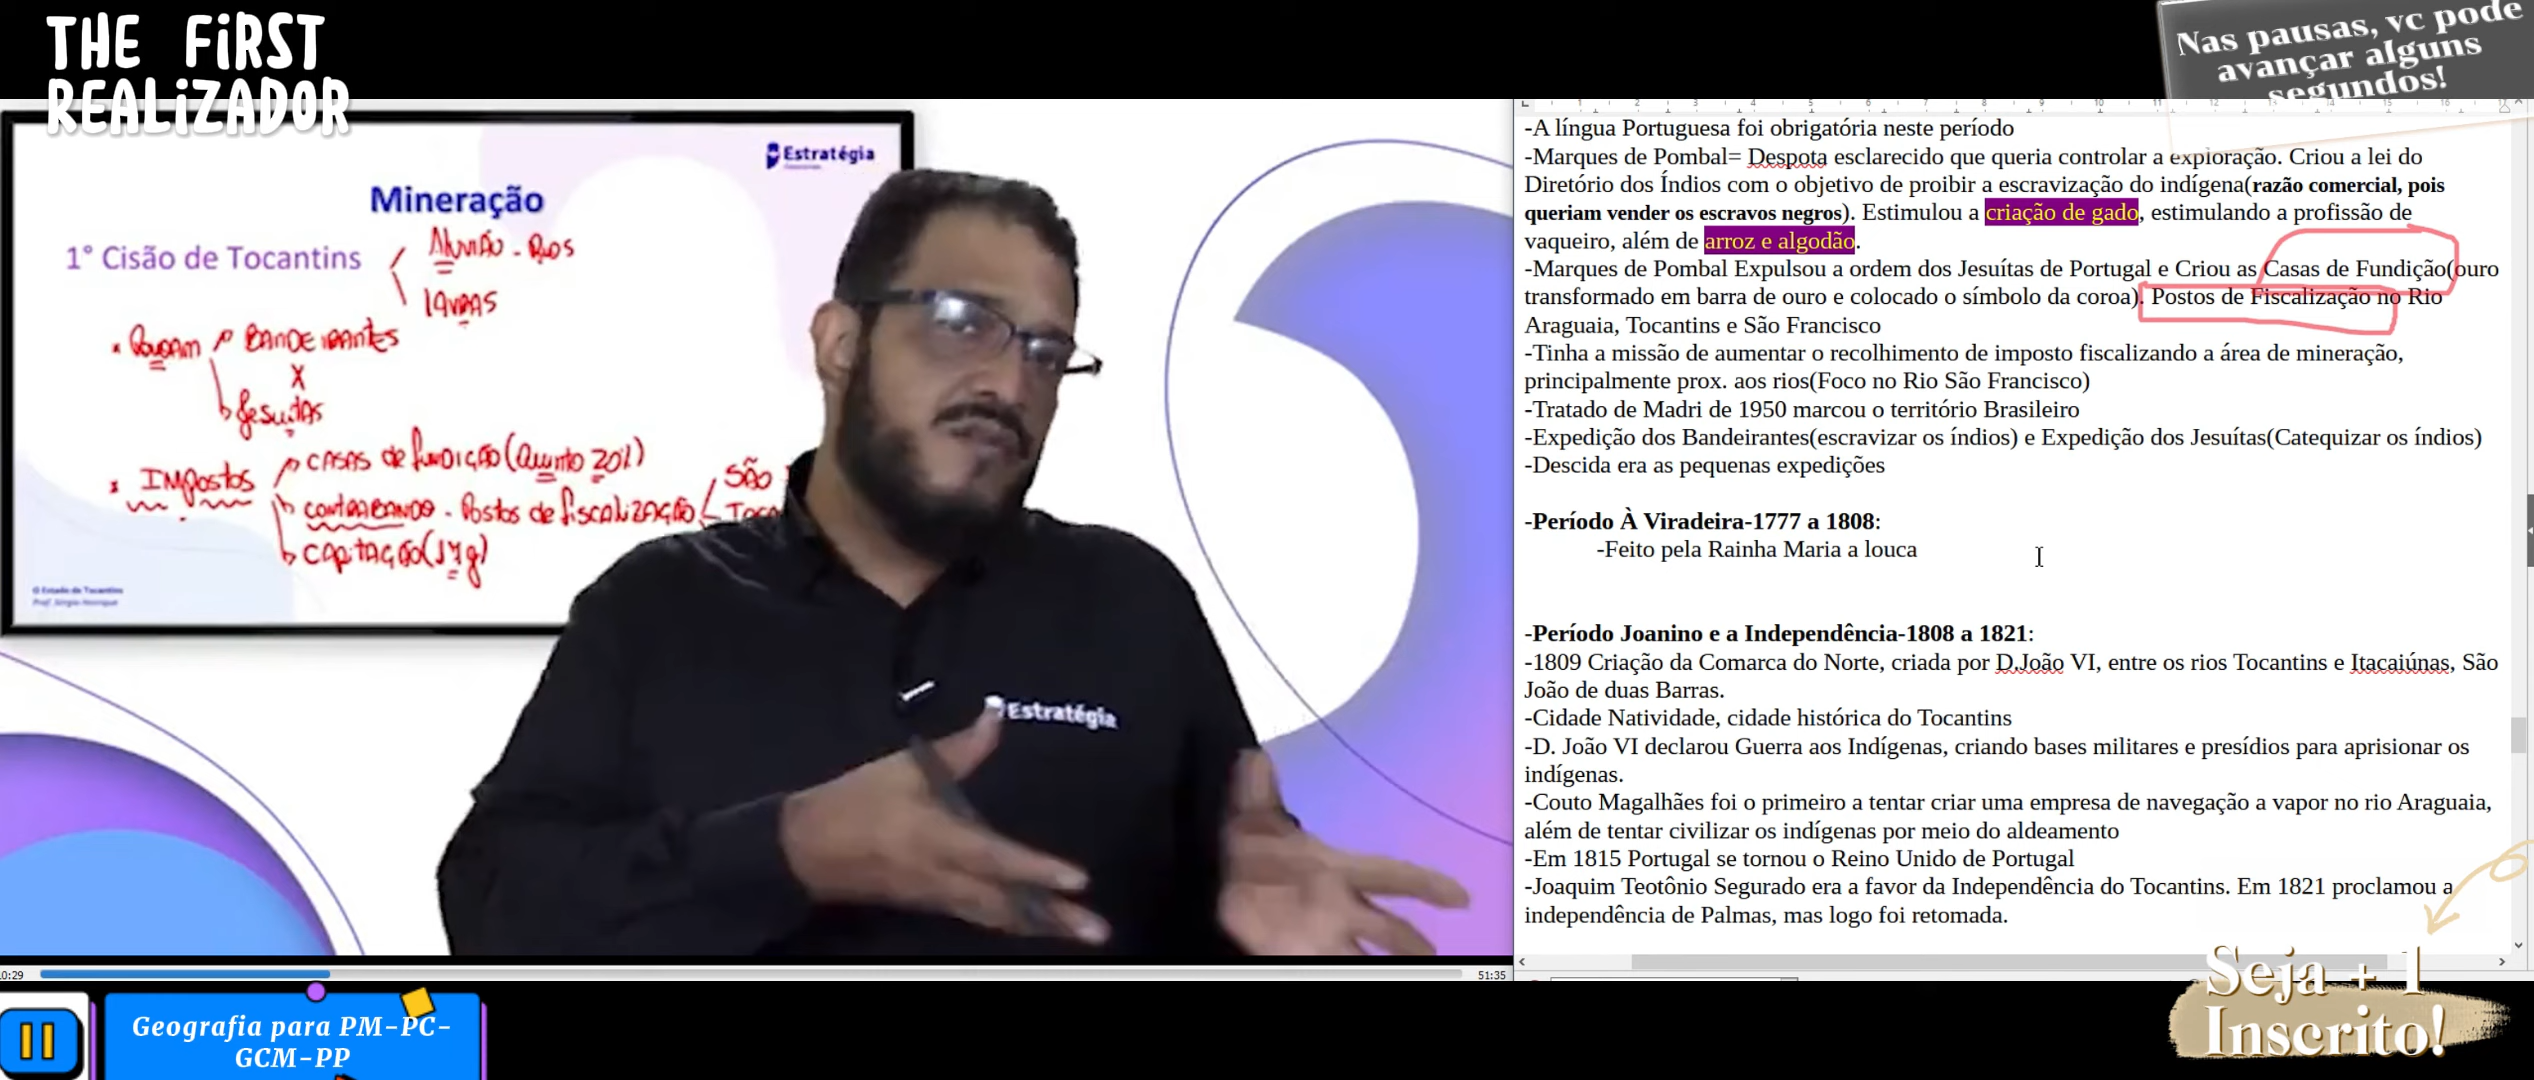 THE FiRST
REALiZADOR
Nas pausas, vc pode
avançar alguns
segundos!
Estratégia
Mineração
1° Cisão de Tocantins
Aluvião - Rios
lavras
BANDEIRANTES
X
Jesuítas
IMPostos
CASAS de fundição (Quinto 20%)
contrabando - Postos de fiscalização
SÃO
Toca
captação (17g)
O Estado de Tocantins
Prof. Sérgio Henrique
Estratégia
-A língua Portuguesa foi obrigatória neste período
-Marques de Pombal= Despota esclarecido que queria controlar a exploração. Criou a lei do
Diretório dos Índios com o objetivo de proibir a escravização do indígena(razão comercial, pois
queriam vender os escravos negros). Estimulou a criação de gado, estimulando a profissão de
vaqueiro, além de arroz e algodão.
-Marques de Pombal Expulsou a ordem dos Jesuítas de Portugal e Criou as Casas de Fundição(ouro
transformado em barra de ouro e colocado o símbolo da coroa). Postos de Fiscalização no Rio
Araguaia, Tocantins e São Francisco
-Tinha a missão de aumentar o recolhimento de imposto fiscalizando a área de mineração,
principalmente prox. aos rios(Foco no Rio São Francisco)
-Tratado de Madri de 1950 marcou o território Brasileiro
-Expedição dos Bandeirantes(escravizar os índios) e Expedição dos Jesuítas(Catequizar os índios)
-Descida era as pequenas expedições
-Período À Viradeira-1777 a 1808:
-Feito pela Rainha Maria a louca
-Período Joanino e a Independência-1808 a 1821:
-1809 Criação da Comarca do Norte, criada por D.João VI, entre os rios Tocantins e Itacaiúnas, São
João de duas Barras.
-Cidade Natividade, cidade histórica do Tocantins
-D. João VI declarou Guerra aos Indígenas, criando bases militares e presídios para aprisionar os
indígenas.
-Couto Magalhães foi o primeiro a tentar criar uma empresa de navegação a vapor no rio Araguaia,
além de tentar civilizar os indígenas por meio do aldeamento
-Em 1815 Portugal se tornou o Reino Unido de Portugal
-Joaquim Teotônio Segurado era a favor da Independência do Tocantins. Em 1821 proclamou a
independência de Palmas, mas logo foi retomada.
0:29
51:35
Geografia para PM-PC-
GCM-PP
Seja + 1
Inscrito!